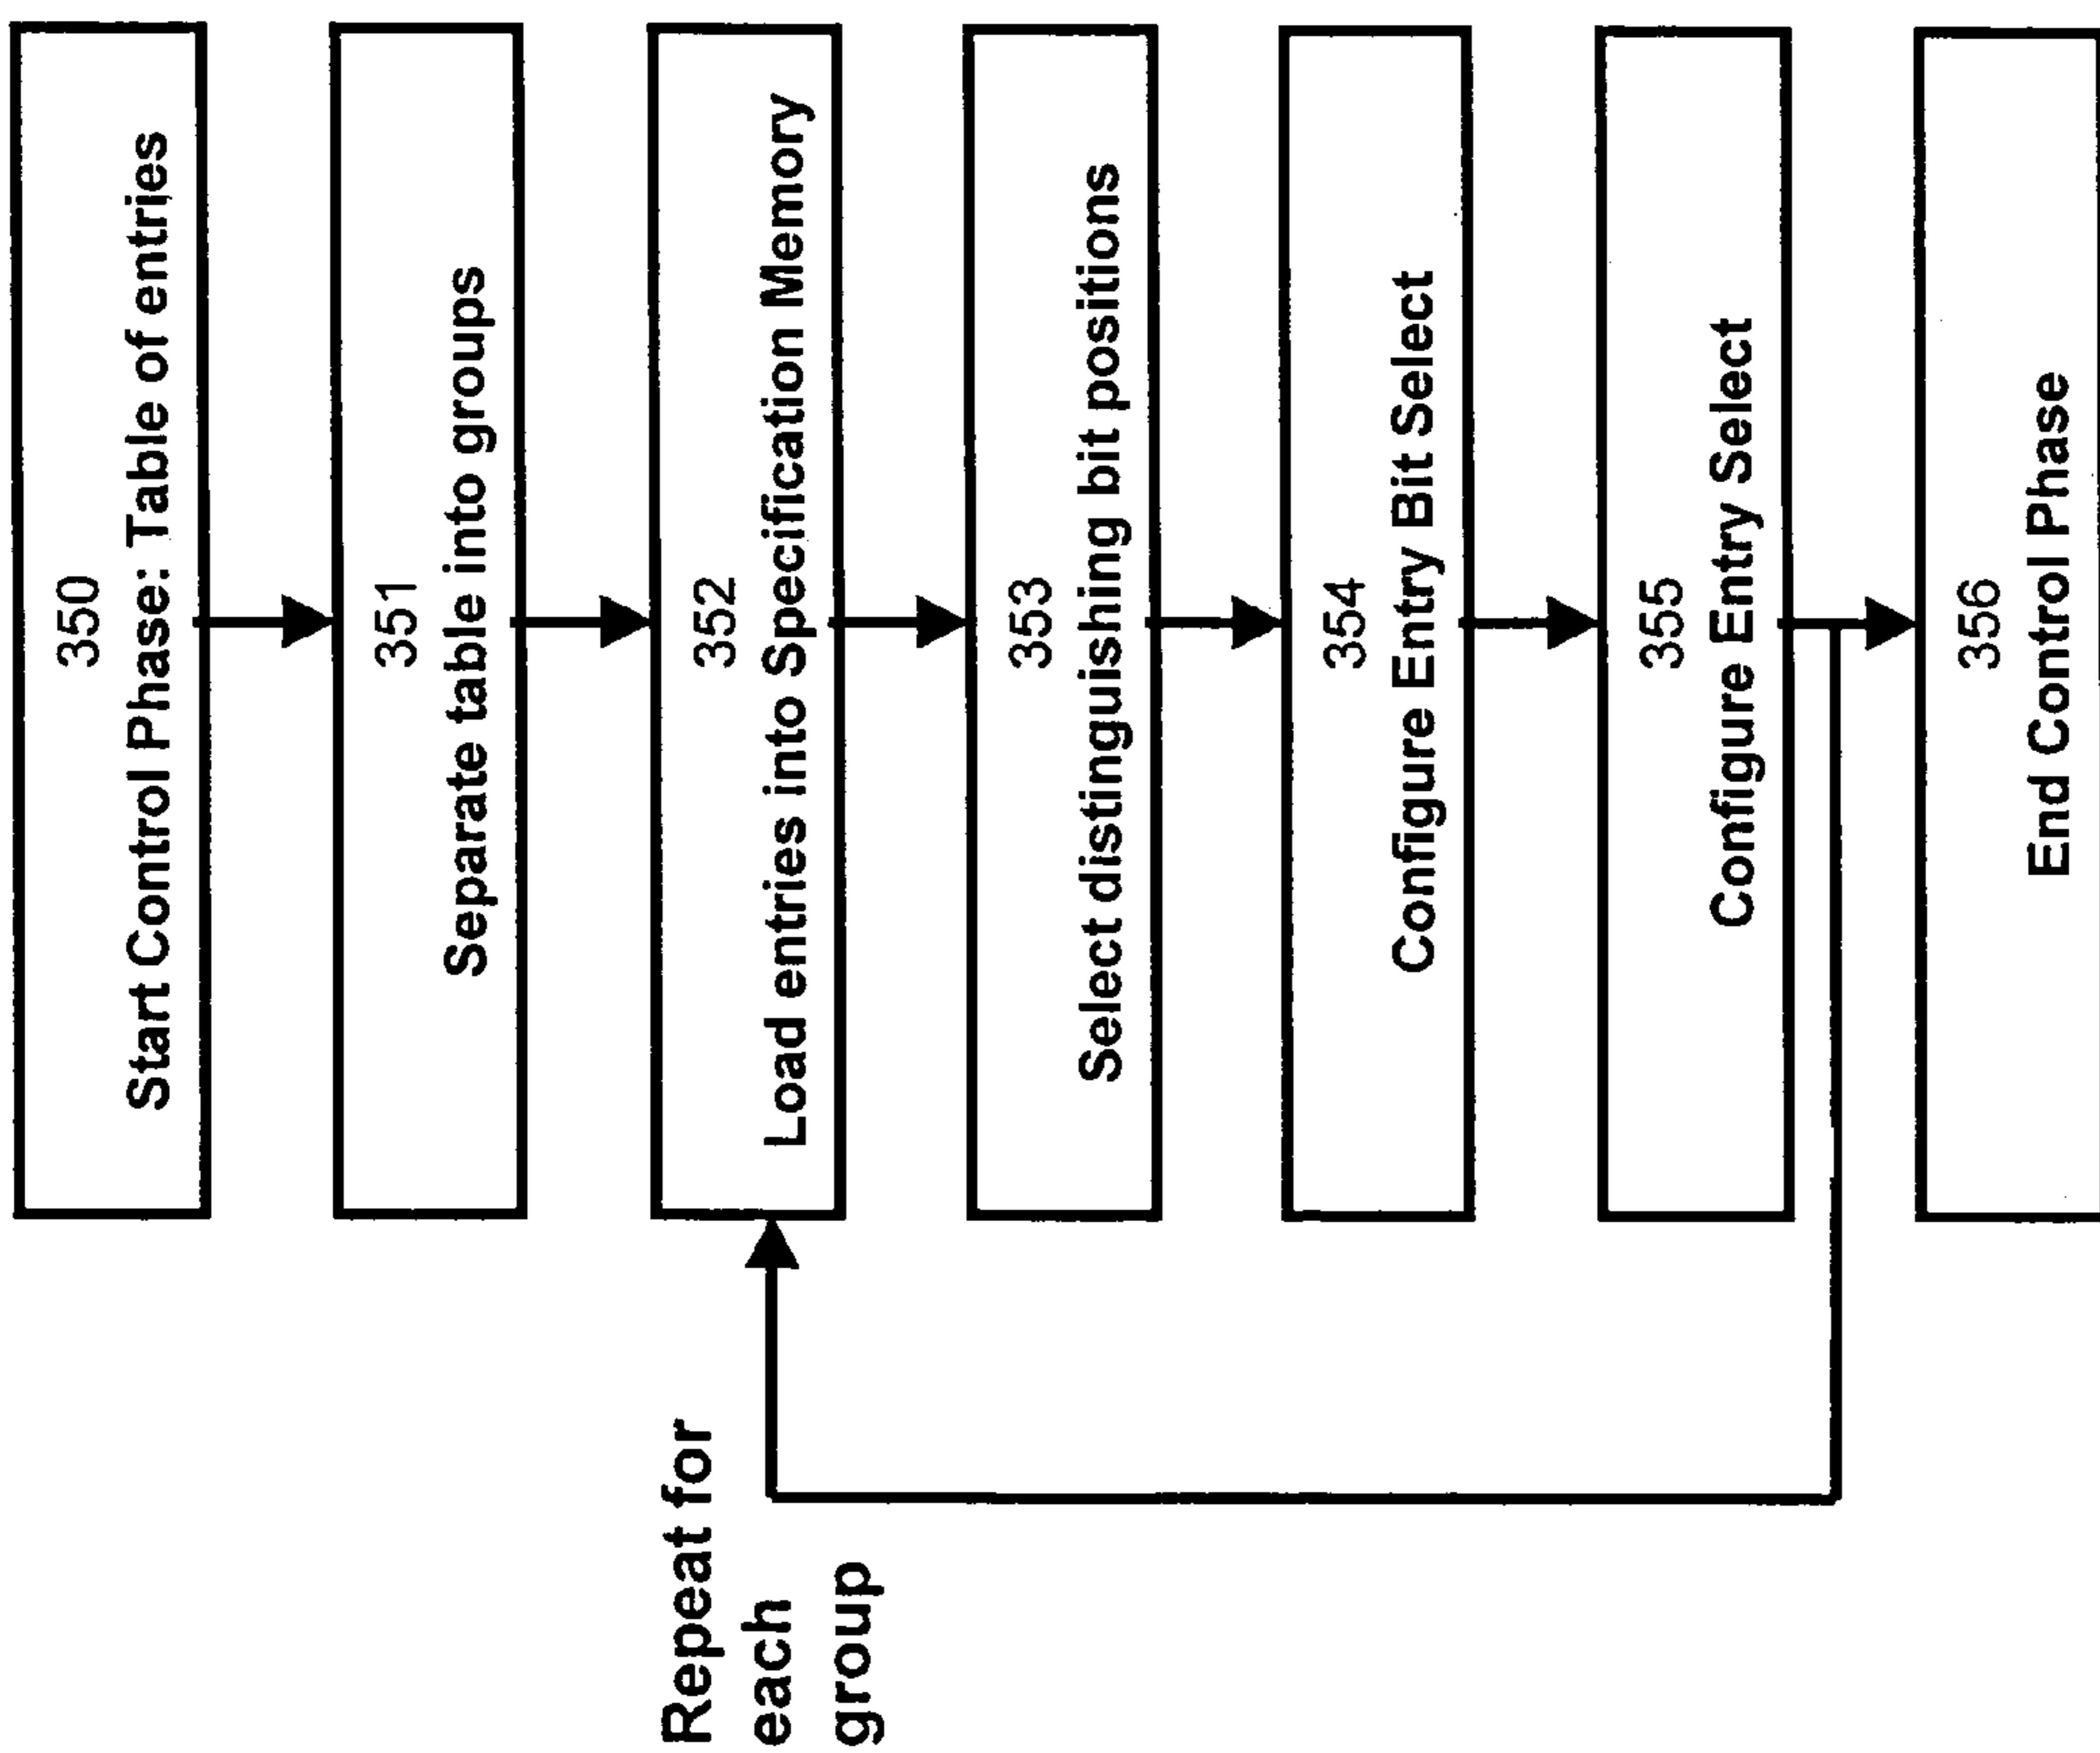 350
Start Control Phase: Table of entries
351
Separate table into groups
352
Load entries into Specification Memory
353
Select distinguishing bit positions
354
Configure Entry Bit Select
355
Configure Entry Select
356
End Control Phase
Repeat for
each
group